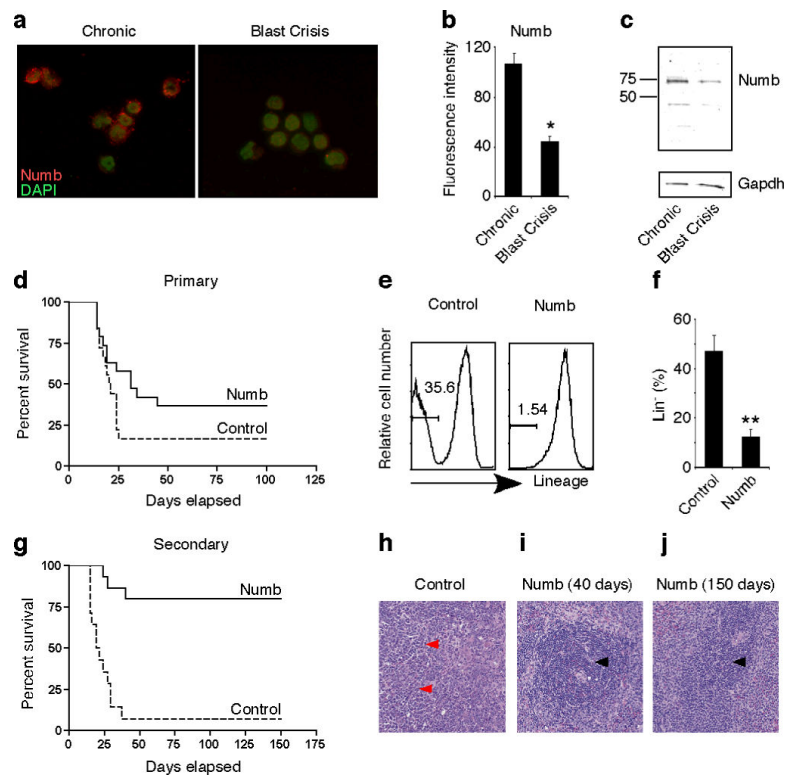 a
Chronic
Blast Crisis
Numb
DAPI
b
Numb
Fluorescence intensity
120
80
40
0
*
Chronic
Blast Crisis
c
75
50
Numb
Gapdh
Chronic
Blast Crisis
d
Primary
Percent survival
100
75
50
25
0
Numb
Control
0 25 50 75 100 125
Days elapsed
e
Control
Numb
Relative cell number
35.6
1.54
Lineage
f
Lin⁻ (%)
60
40
20
0
**
Control
Numb
g
Secondary
Percent survival
100
75
50
25
0
Numb
Control
0 25 50 75 100 125 150 175
Days elapsed
h
Control
i
Numb (40 days)
j
Numb (150 days)